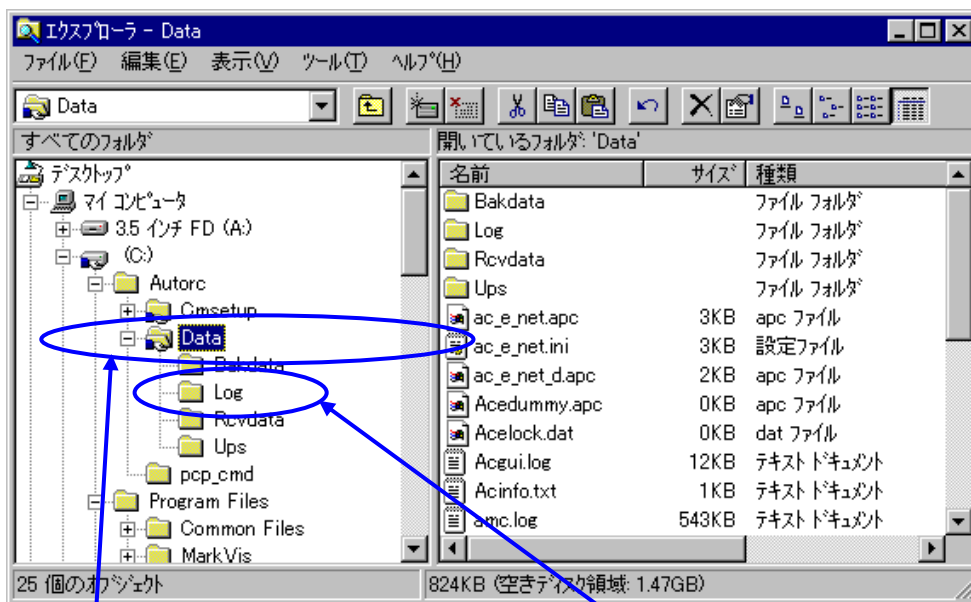 エクスプローラ - Data
ファイル(F) 編集(E) 表示(V) ツール(T) ヘルプ(H)
Data
すべてのフォルダ 開いているフォルダ: 'Data'
デスクトップ
マイ コンピュータ
3.5 インチ FD (A:)
(C:)
Autorc
Cmsetup
Data
Bakdata
Log
Rcvdata
Ups
pcp_cmd
Program Files
Common Files
MarkVis
名前 サイズ 種類
Bakdata ファイル フォルダ
Log ファイル フォルダ
Rcvdata ファイル フォルダ
Ups ファイル フォルダ
ac_e_net.apc 3KB apc ファイル
ac_e_net.ini 3KB 設定ファイル
ac_e_net_d.apc 2KB apc ファイル
Acedummy.apc 0KB apc ファイル
Acelock.dat 0KB dat ファイル
Acgui.log 12KB テキスト ドキュメント
Acinfo.txt 1KB テキスト ドキュメント
amc.log 543KB テキスト ドキュメント
25 個のオブジェクト 824KB (空きディスク領域: 1.47GB)